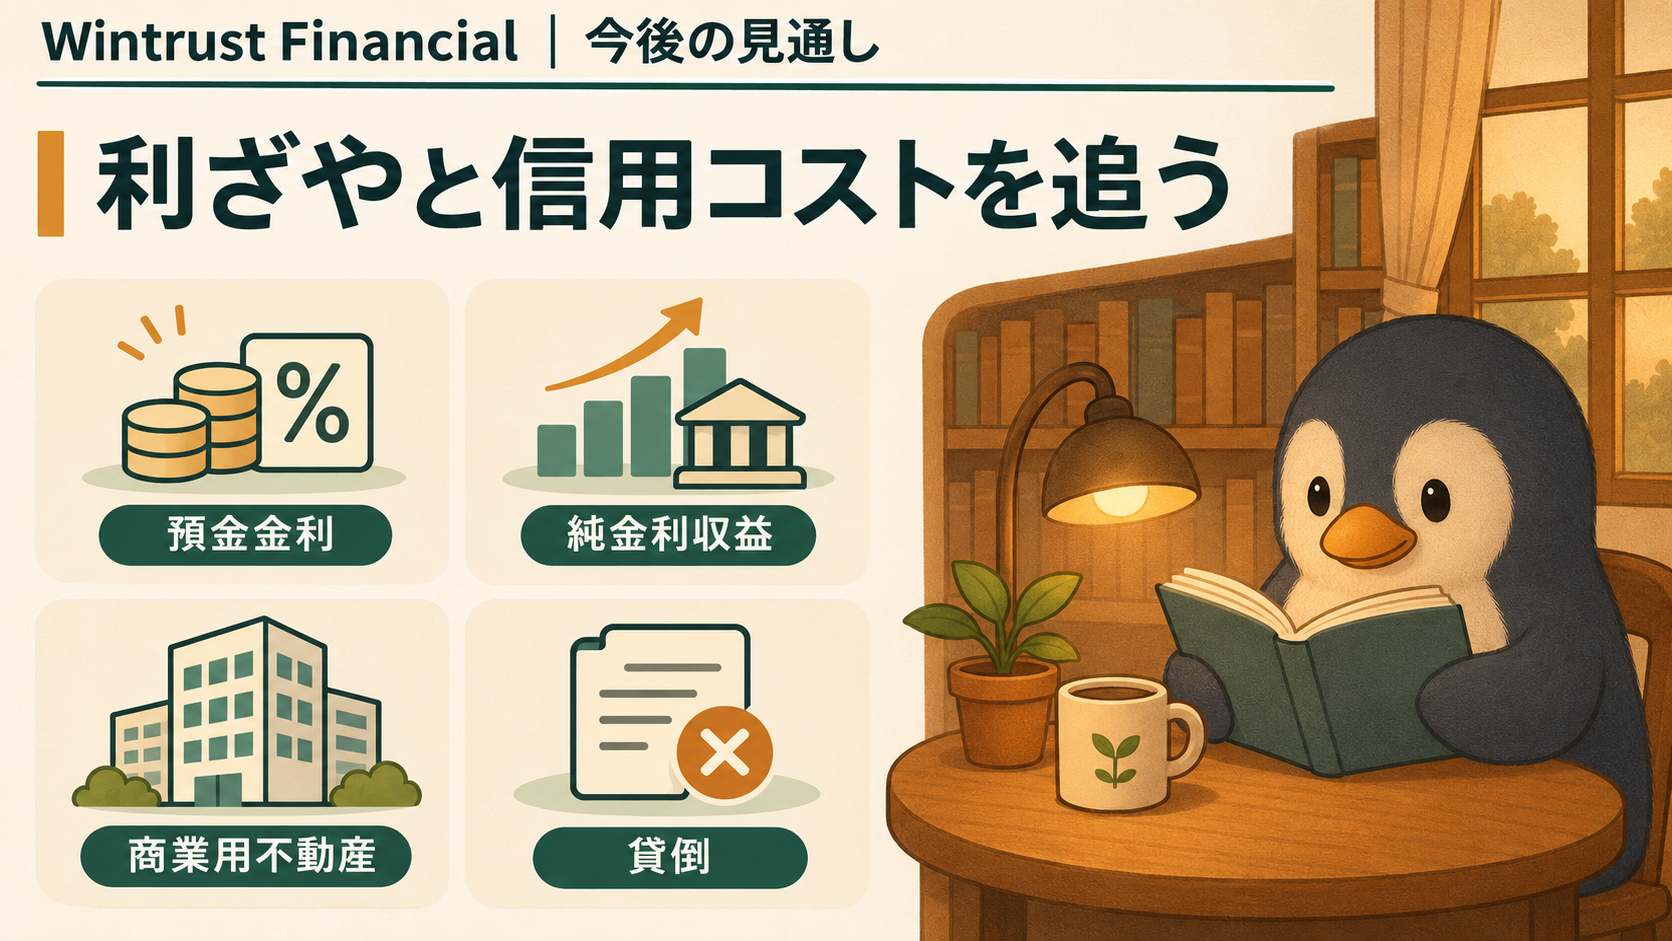 Wintrust Financial｜今後の見通し
利ざやと信用コストを追う
%
預金金利
純金利収益
商業用不動産
貸倒